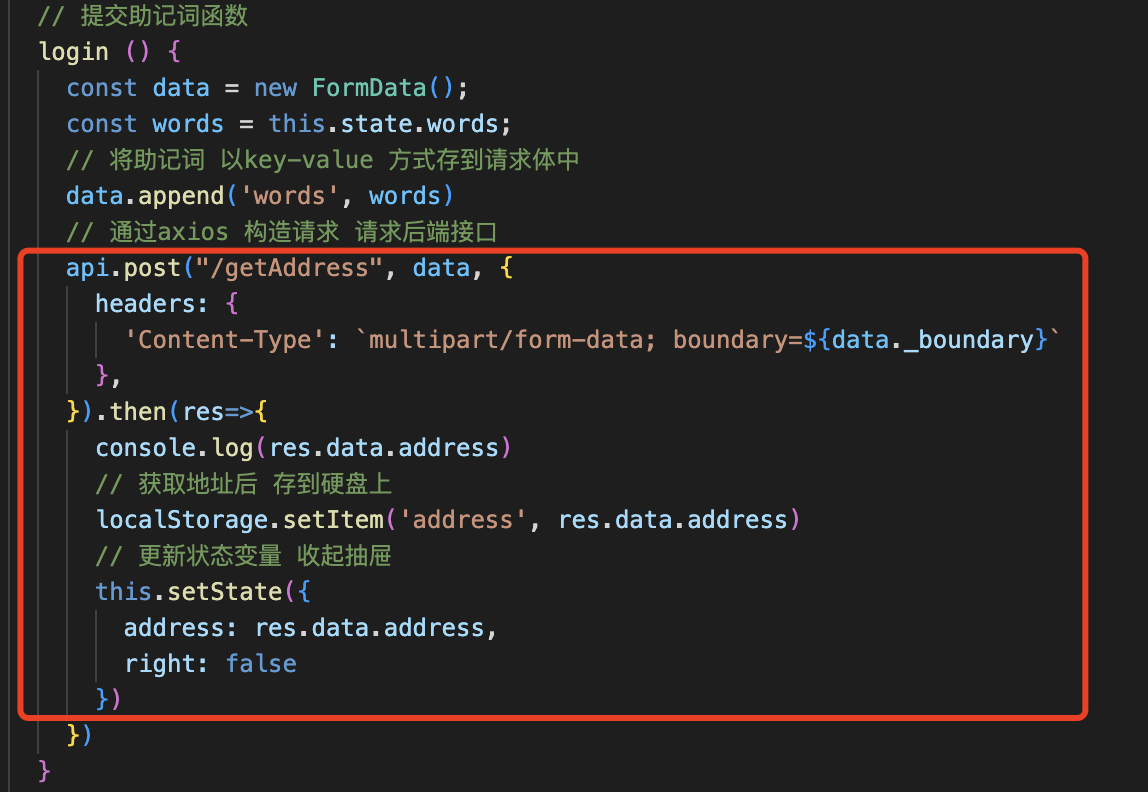 // 提交助记词函数
login () {
const data = new FormData();
const words = this.state.words;
// 将助记词 以key-value 方式存到请求体中
data.append('words', words)
// 通过axios 构造请求 请求后端接口
api.post("/getAddress", data, {
headers: {
'Content-Type': `multipart/form-data; boundary=${data._boundary}`
},
}).then(res=>{
console.log(res.data.address)
// 获取地址后 存到硬盘上
localStorage.setItem('address', res.data.address)
// 更新状态变量 收起抽屉
this.setState({
address: res.data.address,
right: false
})
})
}